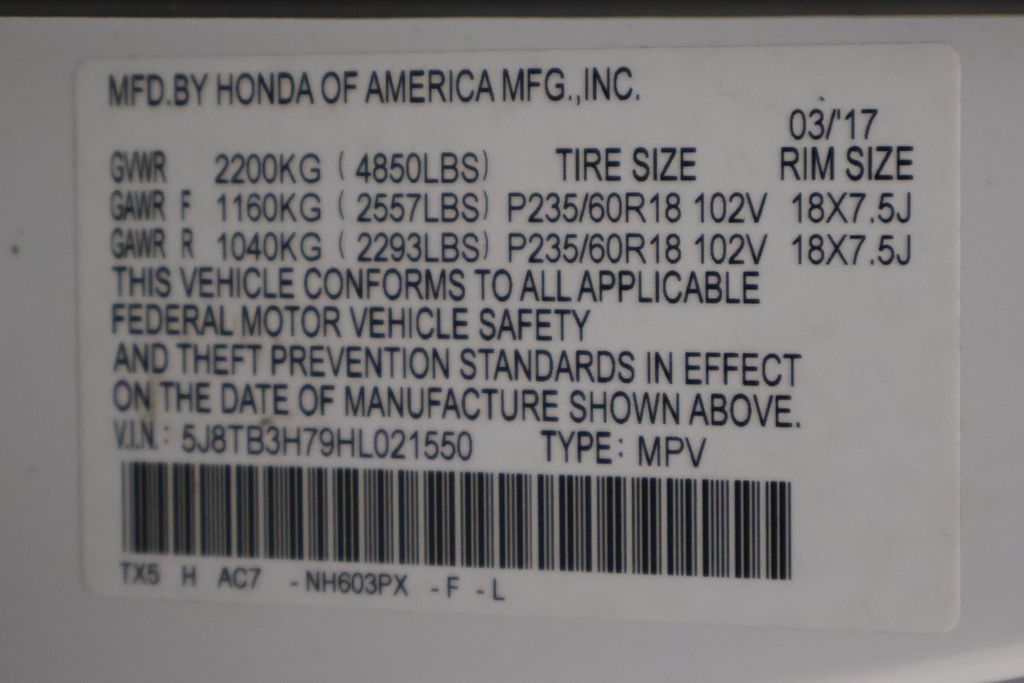 MFD.BY HONDA OF AMERICA MFG.,INC.
03/'17
GVWR 2200KG ( 4850LBS) TIRE SIZE RIM SIZE
GAWR F 1160KG ( 2557LBS) P235/60R18 102V 18X7.5J
GAWR R 1040KG ( 2293LBS) P235/60R18 102V 18X7.5J
THIS VEHICLE CONFORMS TO ALL APPLICABLE
FEDERAL MOTOR VEHICLE SAFETY
AND THEFT PREVENTION STANDARDS IN EFFECT
ON THE DATE OF MANUFACTURE SHOWN ABOVE.
V.I.N.: 5J8TB3H79HL021550 TYPE: MPV
TX5 H AC7 -NH603PX -F -L